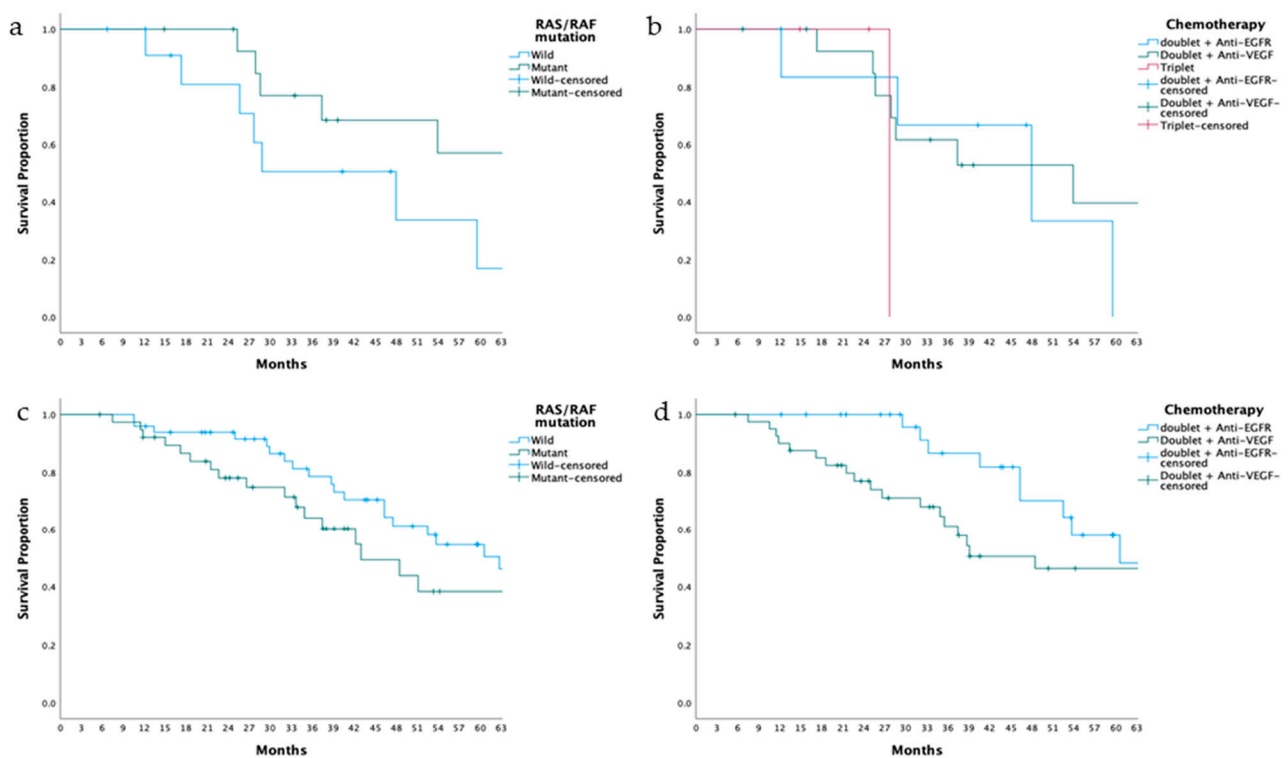 a
RAS/RAF
mutation
Wild
Mutant
Wild-censored
Mutant-censored
Survival Proportion
1.0
0.8
0.6
0.4
0.2
0.0
0 3 6 9 12 15 18 21 24 27 30 33 36 39 42 45 48 51 54 57 60 63
Months
b
Chemotherapy
doublet + Anti-EGFR
Doublet + Anti-VEGF
Triplet
doublet + Anti-EGFR-
censored
Doublet + Anti-VEGF-
censored
Triplet-censored
Survival Proportion
1.0
0.8
0.6
0.4
0.2
0.0
0 3 6 9 12 15 18 21 24 27 30 33 36 39 42 45 48 51 54 57 60 63
Months
c
RAS/RAF
mutation
Wild
Mutant
Wild-censored
Mutant-censored
Survival Proportion
1.0
0.8
0.6
0.4
0.2
0.0
0 3 6 9 12 15 18 21 24 27 30 33 36 39 42 45 48 51 54 57 60 63
Months
d
Chemotherapy
doublet + Anti-EGFR
Doublet + Anti-VEGF
doublet + Anti-EGFR-
censored
Doublet + Anti-VEGF-
censored
Survival Proportion
1.0
0.8
0.6
0.4
0.2
0.0
0 3 6 9 12 15 18 21 24 27 30 33 36 39 42 45 48 51 54 57 60 63
Months